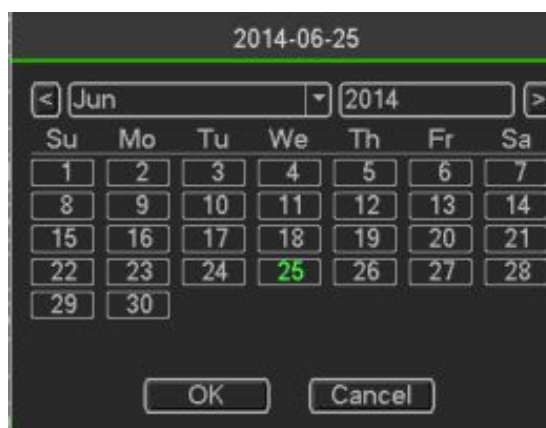 2014-06-25
< Jun 2014 >
Su Mo Tu We Th Fr Sa
1 2 3 4 5 6 7
8 9 10 11 12 13 14
15 16 17 18 19 20 21
22 23 24 25 26 27 28
29 30
OK Cancel